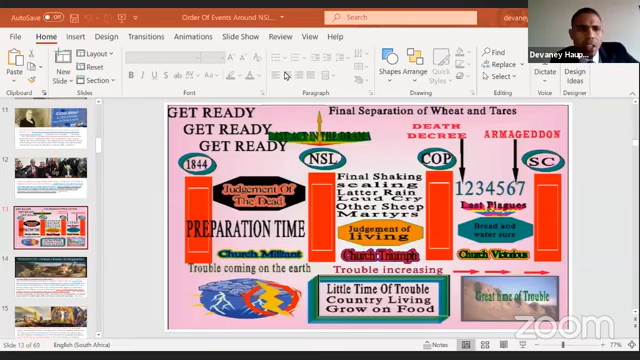 AutoSave Off
Order Of Events Around NSL...
Devaney Haup...
File Home Insert Design Transitions Animations Slide Show Review View Help
Paste
New Slide
Layout
Reset
Section
Shapes Arrange
Find
Replace
Select
Dictate
Design Ideas
Clipboard Slides Font Paragraph Drawing Editing Voice Designer
11
12
13
14
15
GET READY
GET READY
GET READY
Final Separation of Wheat and Tares
LAST ACT IN THE DRAMA
DEATH DECREE
ARMAGEDDON
1844
NSL
COP
SC
Judgement Of The Dead
PREPARATION TIME
Church Militant
Final Shaking
sealing
Latter Rain
Loud Cry
Other Sheep
Martyrs
Judgement of living
Church Triumph
1234567
Last Plagues
Bread and water sure
Church Vicious
Trouble coming on the earth
Trouble increasing
Little Time Of Trouble
Country Living
Grow on Food
Great time of Trouble
zoom
Slide 13 of 69
English (South Africa)
Notes
77%